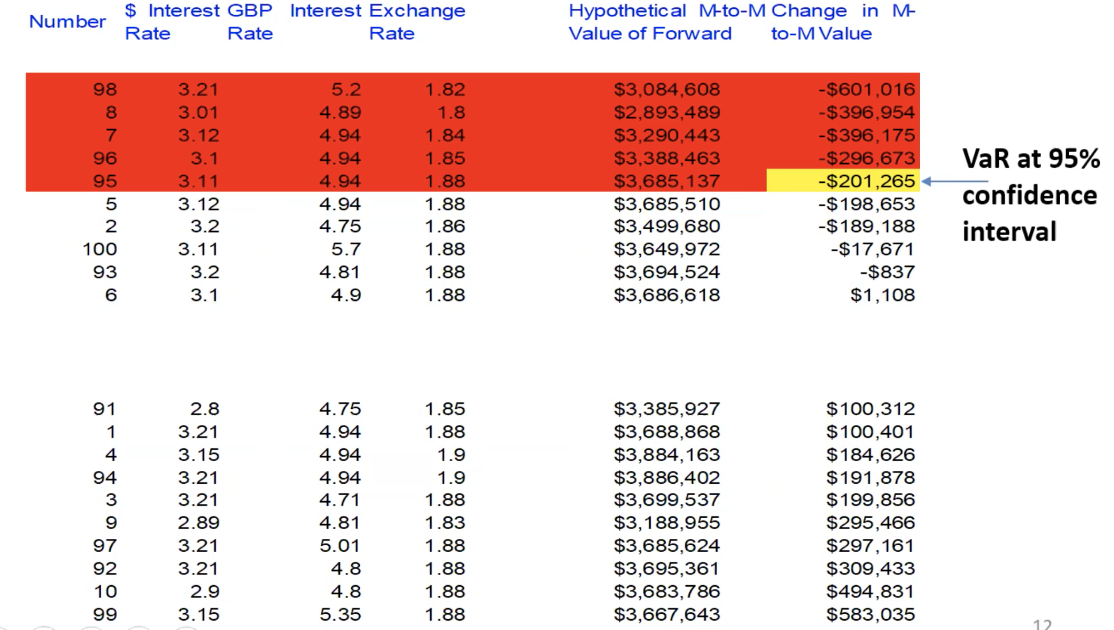 Number $ Interest GBP Interest Exchange Hypothetical M-to-M Change in M-
Rate Rate Rate Value of Forward to-M Value
98 3.21 5.2 1.82 $3,084,608 -$601,016
8 3.01 4.89 1.8 $2,893,489 -$396,954
7 3.12 4.94 1.84 $3,290,443 -$396,175
96 3.1 4.94 1.85 $3,388,463 -$296,673
95 3.11 4.94 1.88 $3,685,137 -$201,265
VaR at 95%
confidence
interval
5 3.12 4.94 1.88 $3,685,510 -$198,653
2 3.2 4.75 1.86 $3,499,680 -$189,188
100 3.11 5.7 1.88 $3,649,972 -$17,671
93 3.2 4.81 1.88 $3,694,524 -$837
6 3.1 4.9 1.88 $3,686,618 $1,108
91 2.8 4.75 1.85 $3,385,927 $100,312
1 3.21 4.94 1.88 $3,688,868 $100,401
4 3.15 4.94 1.9 $3,884,163 $184,626
94 3.21 4.94 1.9 $3,886,402 $191,878
3 3.21 4.71 1.88 $3,699,537 $199,856
9 2.89 4.81 1.83 $3,188,955 $295,466
97 3.21 5.01 1.88 $3,685,624 $297,161
92 3.21 4.8 1.88 $3,695,361 $309,433
10 2.9 4.8 1.88 $3,683,786 $494,831
99 3.15 5.35 1.88 $3,667,643 $583,035
12